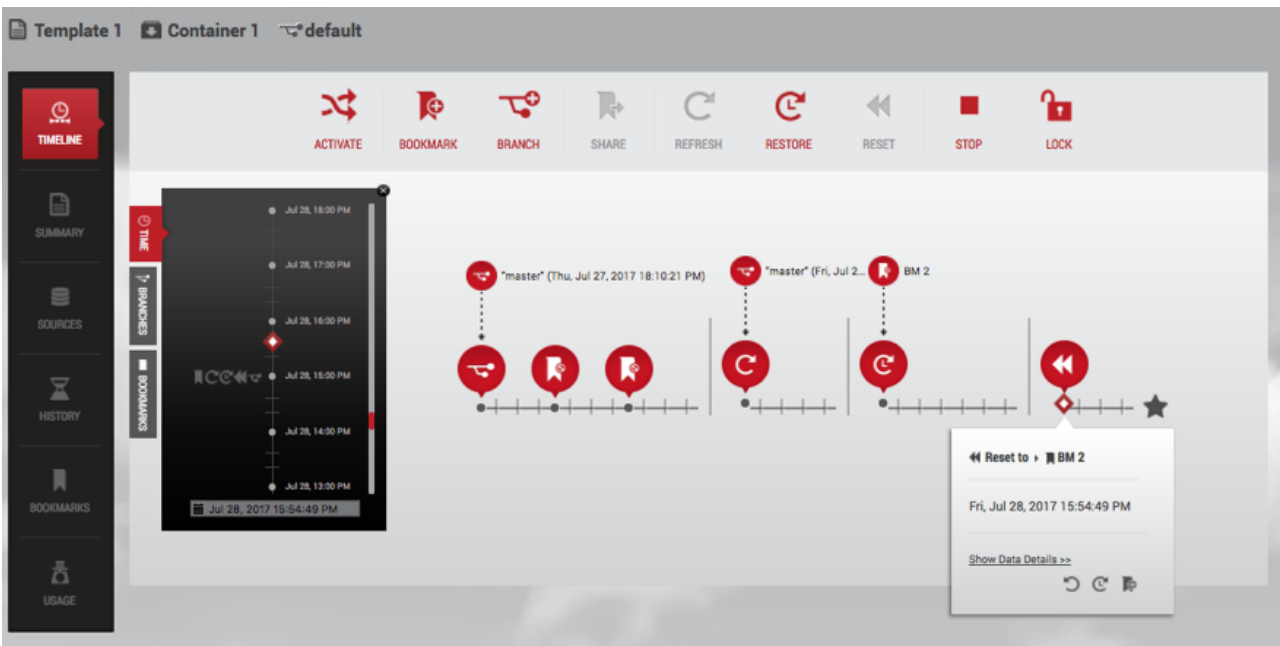 Template 1 Container 1 default
TIMELINE
SUMMARY
SOURCES
HISTORY
BOOKMARKS
USAGE
ACTIVATE BOOKMARK BRANCH SHARE REFRESH RESTORE RESET STOP LOCK
TIME
BRANCHES
BOOKMARKS
Jul 28, 18:00 PM
Jul 28, 17:00 PM
Jul 28, 16:00 PM
Jul 28, 15:00 PM
Jul 28, 14:00 PM
Jul 28, 13:00 PM
Jul 28, 2017 15:54:49 PM
"master" (Thu, Jul 27, 2017 18:10:21 PM) "master" (Fri, Jul 2... BM 2
Reset to BM 2
Fri, Jul 28, 2017 15:54:49 PM
Show Data Details >>